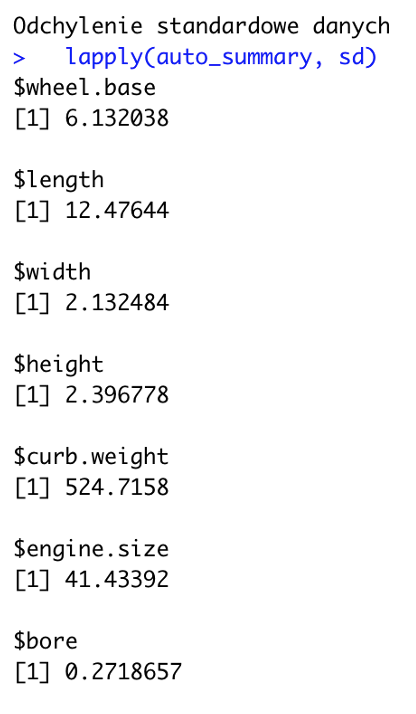 Odchylenie standardowe danych
>   lapply(auto_summary, sd)
$wheel.base
[1] 6.132038
$length
[1] 12.47644
$width
[1] 2.132484
$height
[1] 2.396778
$curb.weight
[1] 524.7158
$engine.size
[1] 41.43392
$bore
[1] 0.2718657